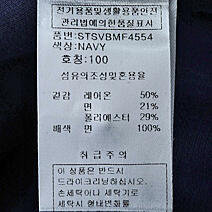 전기용품및생활용품안전
관리법에의한품질표시
품번:STSVBMF4554
색상:NAVY
호칭:100
섬유의조성및혼용율
겉감 레이온 50%
면 21%
폴리에스터 29%
배색 면 100%
취급주의
이 상품은 반드시
드라이크리닝하십시오.
손세탁이나 세탁기로
세탁시 형태변화를